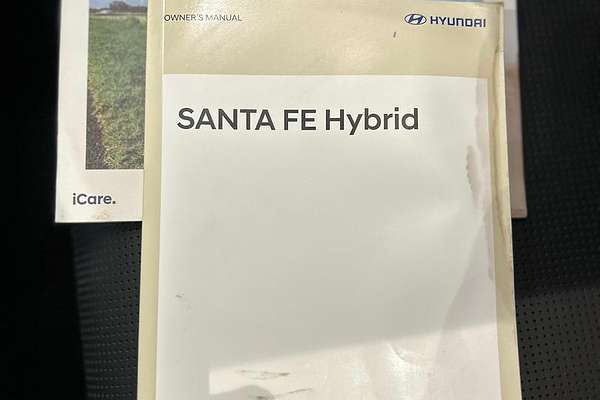 OWNER'S MANUAL
HYUNDAI
SANTA FE Hybrid
iCare.